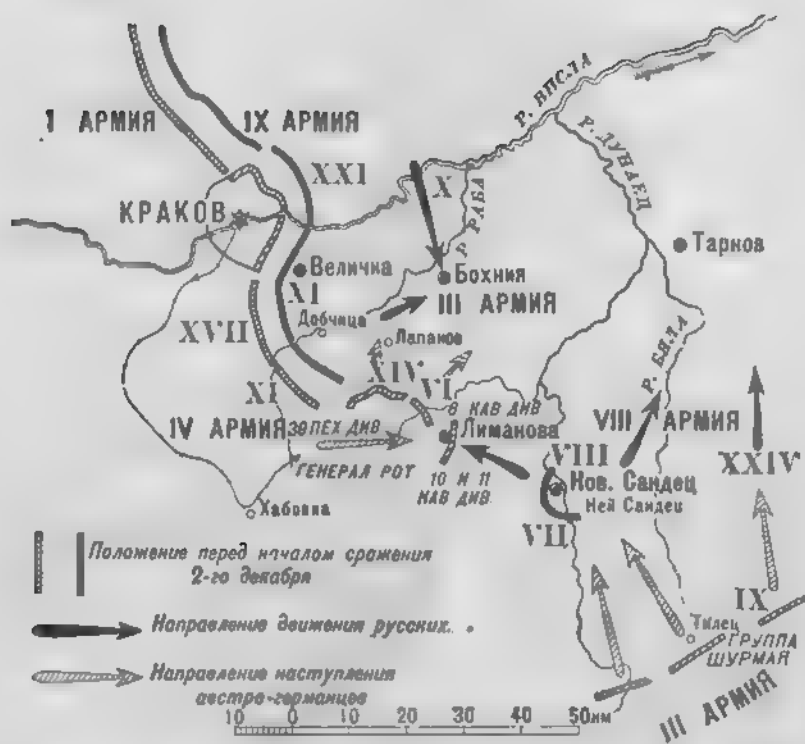 I АРМИЯ
IX АРМИЯ
Р. ВПСЛА
Р. ДУНАЕЦ
XXI
X
Р. РАБА
КРАКОВ
Тарнов
Величка
Бохния
XI
III АРМИЯ
Добчица
Лапанов
XVII
Р. БЯЛА
XIV
VI
XI
8 КАВ ДИВ
IV АРМИЯ
39 ПЕХ ДИВ
Лиманова
VIII АРМИЯ
ГЕНЕРАЛ РОТ
VIII
XXIV
10 И 11
КАВ ДИВ
Нов. Сандец
Ней Сандец
Хабовка
VII
Положение перед началом сражения
2-го декабря
IX
Направление движения русских.
Тилец
ГРУППА
ШУРМАЯ
Направление наступления
австро-германцев
III АРМИЯ
10 0 10 20 30 40 50км